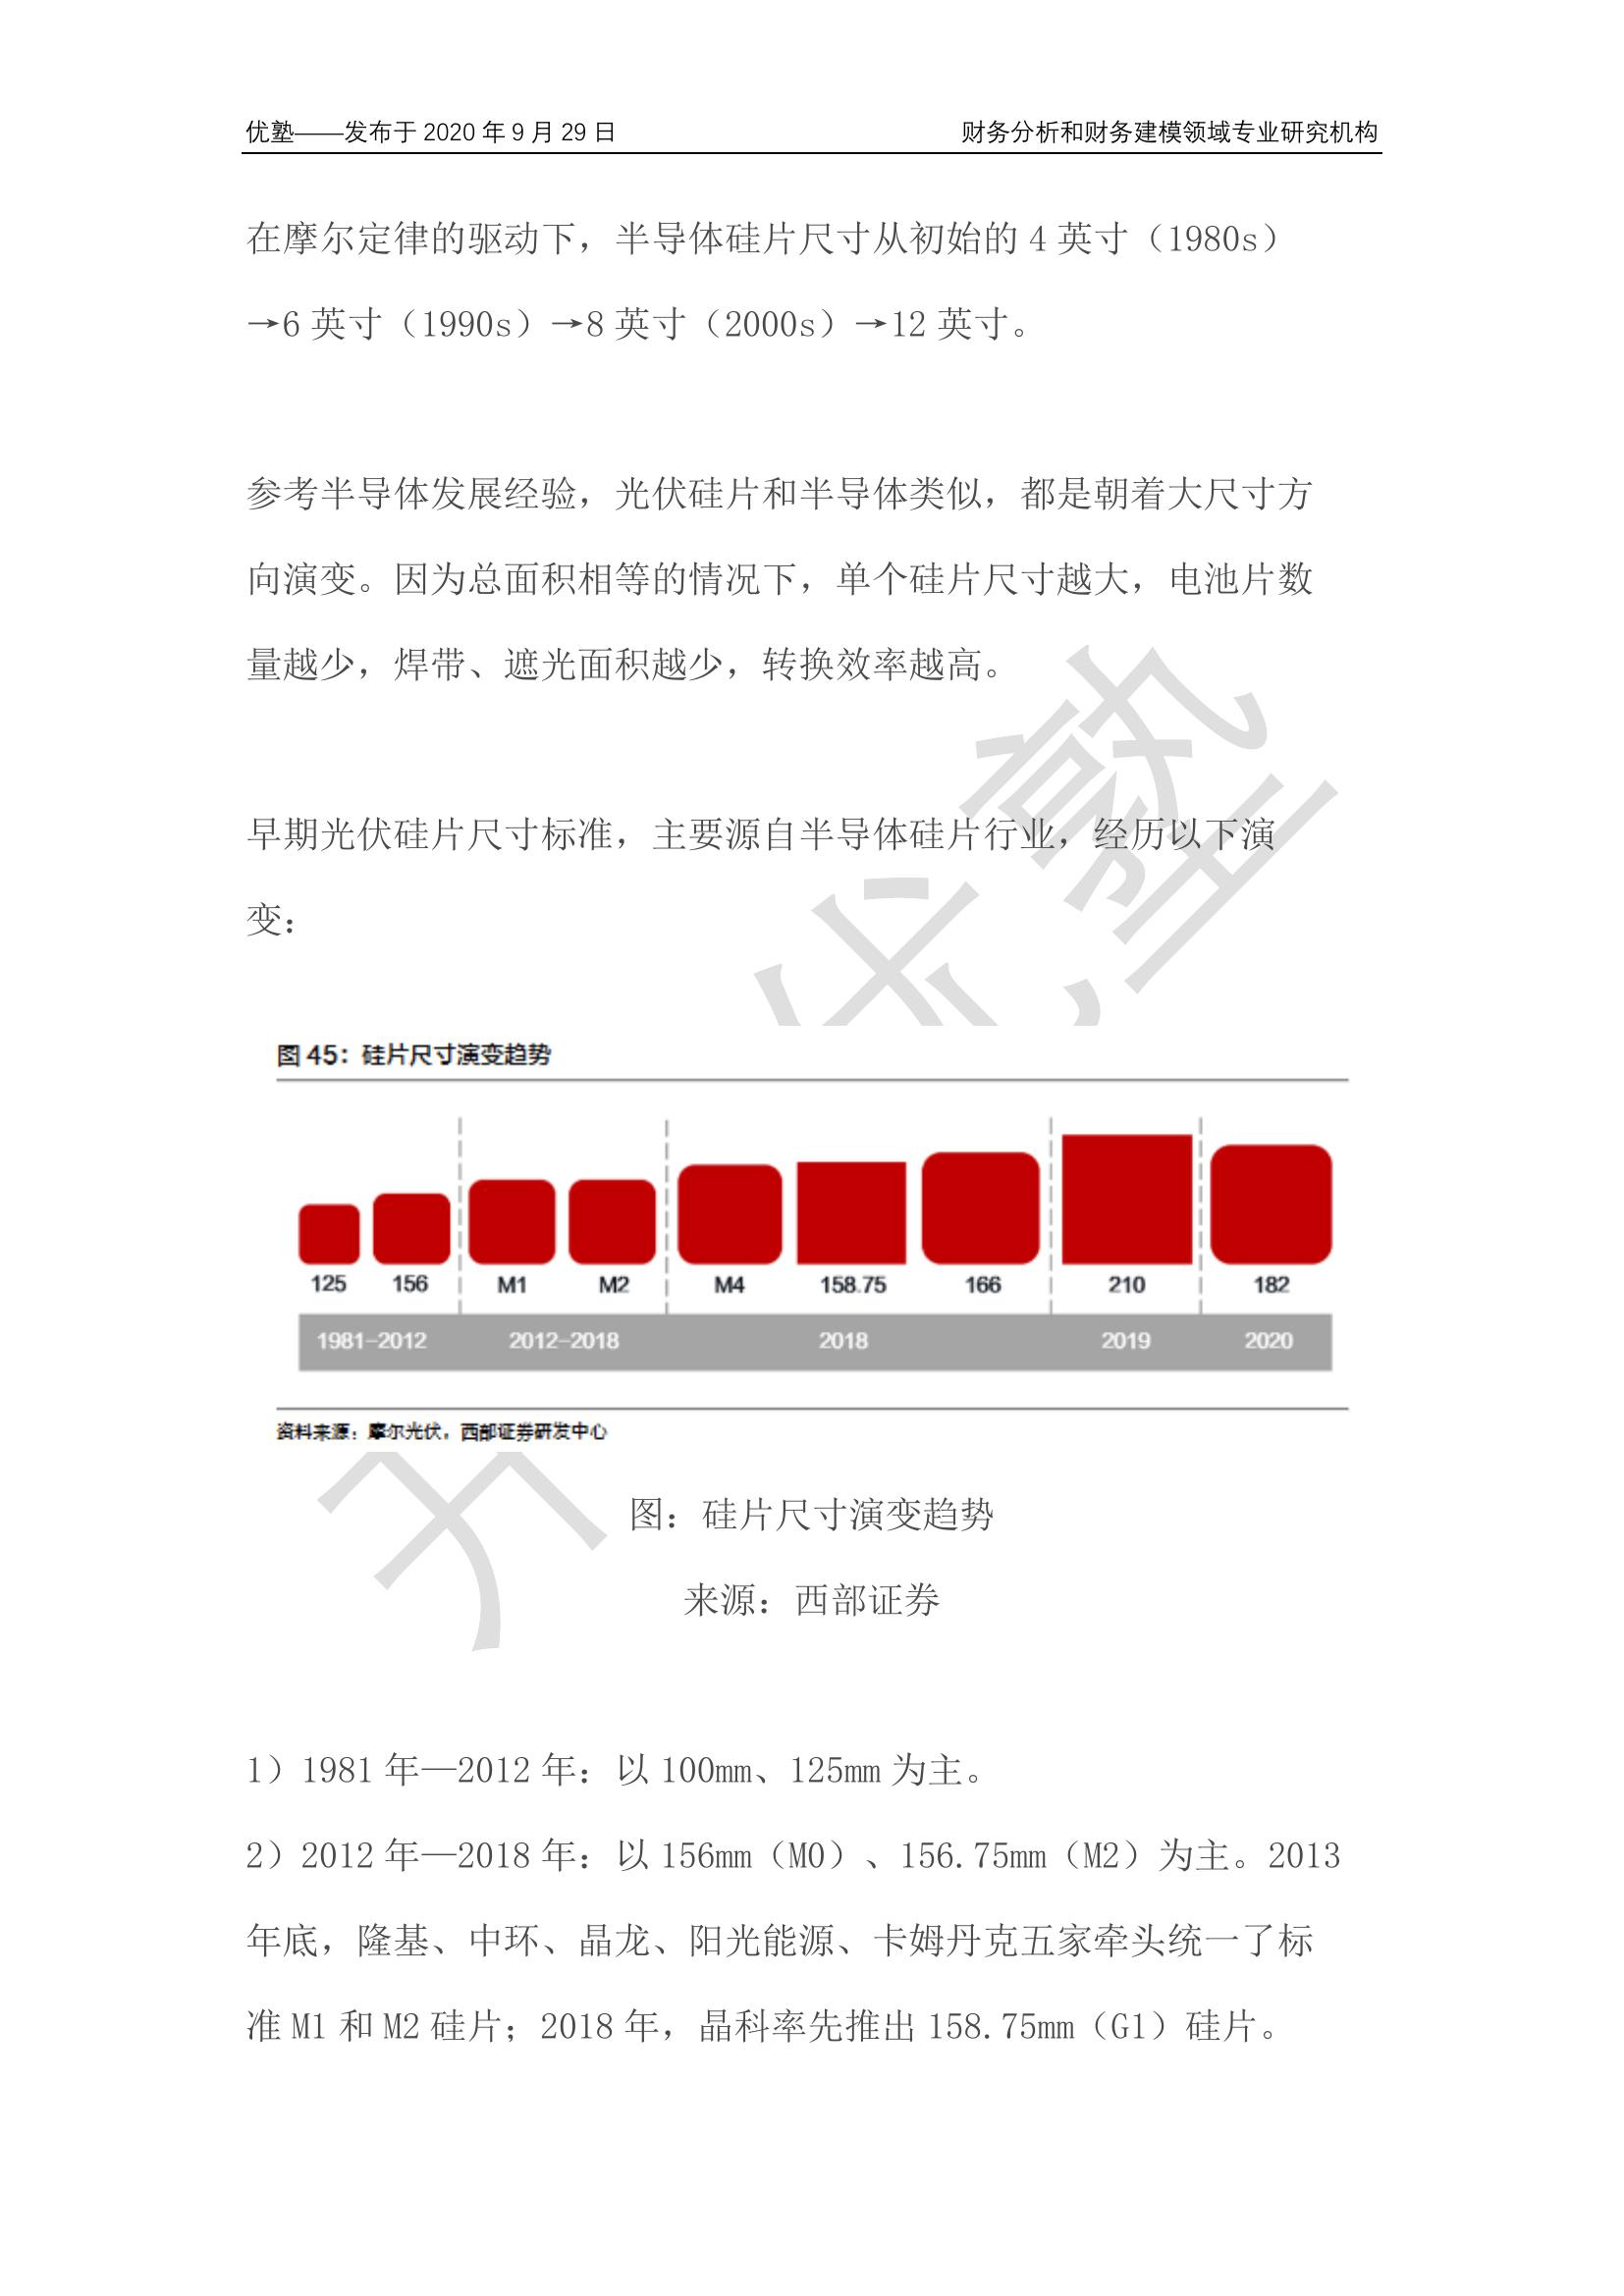 优塾——发布于 2020 年 9 月 29 日
财务分析和财务建模领域专业研究机构
在摩尔定律的驱动下，半导体硅片尺寸从初始的 4 英寸（1980s）
→6 英寸（1990s）→8 英寸（2000s）→12 英寸。
参考半导体发展经验，光伏硅片和半导体类似，都是朝着大尺寸方
向演变。因为总面积相等的情况下，单个硅片尺寸越大，电池片数
量越少，焊带、遮光面积越少，转换效率越高。
早期光伏硅片尺寸标准，主要源自半导体硅片行业，经历以下演
变：
图 45：硅片尺寸演变趋势
125 156 M1 M2 M4 158.75 166 210 182
1981-2012 2012-2018 2018 2019 2020
资料来源：摩尔光伏，西部证券研发中心
图：硅片尺寸演变趋势
来源：西部证券
1）1981 年—2012 年：以 100mm、125mm 为主。
2）2012 年—2018 年：以 156mm（M0）、156.75mm（M2）为主。2013
年底，隆基、中环、晶龙、阳光能源、卡姆丹克五家牵头统一了标
准 M1 和 M2 硅片；2018 年，晶科率先推出 158.75mm（G1）硅片。